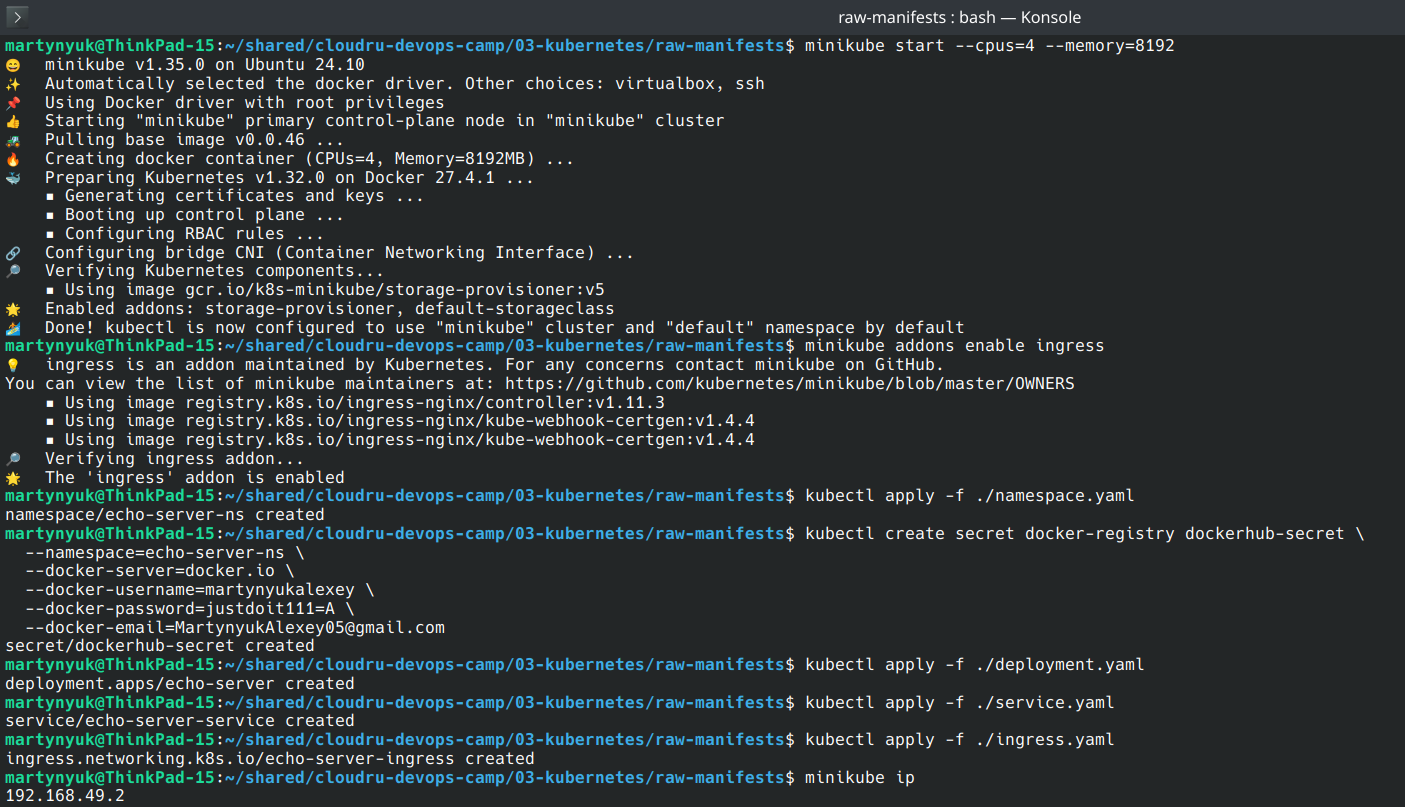 raw-manifests : bash — Konsole
martynyuk@ThinkPad-15:~/shared/cloudru-devops-camp/03-kubernetes/raw-manifests$ minikube start --cpus=4 --memory=8192
😄   minikube v1.35.0 on Ubuntu 24.10
✨   Automatically selected the docker driver. Other choices: virtualbox, ssh
📌   Using Docker driver with root privileges
👍   Starting "minikube" primary control-plane node in "minikube" cluster
🚜   Pulling base image v0.0.46 ...
🔥   Creating docker container (CPUs=4, Memory=8192MB) ...
🐳   Preparing Kubernetes v1.32.0 on Docker 27.4.1 ...
    ▪ Generating certificates and keys ...
    ▪ Booting up control plane ...
    ▪ Configuring RBAC rules ...
🔗   Configuring bridge CNI (Container Networking Interface) ...
🔎   Verifying Kubernetes components...
    ▪ Using image gcr.io/k8s-minikube/storage-provisioner:v5
🌟   Enabled addons: storage-provisioner, default-storageclass
🏄   Done! kubectl is now configured to use "minikube" cluster and "default" namespace by default
martynyuk@ThinkPad-15:~/shared/cloudru-devops-camp/03-kubernetes/raw-manifests$ minikube addons enable ingress
💡   ingress is an addon maintained by Kubernetes. For any concerns contact minikube on GitHub.
You can view the list of minikube maintainers at: https://github.com/kubernetes/minikube/blob/master/OWNERS
    ▪ Using image registry.k8s.io/ingress-nginx/controller:v1.11.3
    ▪ Using image registry.k8s.io/ingress-nginx/kube-webhook-certgen:v1.4.4
    ▪ Using image registry.k8s.io/ingress-nginx/kube-webhook-certgen:v1.4.4
🔎   Verifying ingress addon...
🌟   The 'ingress' addon is enabled
martynyuk@ThinkPad-15:~/shared/cloudru-devops-camp/03-kubernetes/raw-manifests$ kubectl apply -f ./namespace.yaml
namespace/echo-server-ns created
martynyuk@ThinkPad-15:~/shared/cloudru-devops-camp/03-kubernetes/raw-manifests$ kubectl create secret docker-registry dockerhub-secret \
  --namespace=echo-server-ns \
  --docker-server=docker.io \
  --docker-username=martynyukalexey \
  --docker-password=justdoit111=A \
  --docker-email=MartynyukAlexey05@gmail.com
secret/dockerhub-secret created
martynyuk@ThinkPad-15:~/shared/cloudru-devops-camp/03-kubernetes/raw-manifests$ kubectl apply -f ./deployment.yaml
deployment.apps/echo-server created
martynyuk@ThinkPad-15:~/shared/cloudru-devops-camp/03-kubernetes/raw-manifests$ kubectl apply -f ./service.yaml
service/echo-server-service created
martynyuk@ThinkPad-15:~/shared/cloudru-devops-camp/03-kubernetes/raw-manifests$ kubectl apply -f ./ingress.yaml
ingress.networking.k8s.io/echo-server-ingress created
martynyuk@ThinkPad-15:~/shared/cloudru-devops-camp/03-kubernetes/raw-manifests$ minikube ip
192.168.49.2